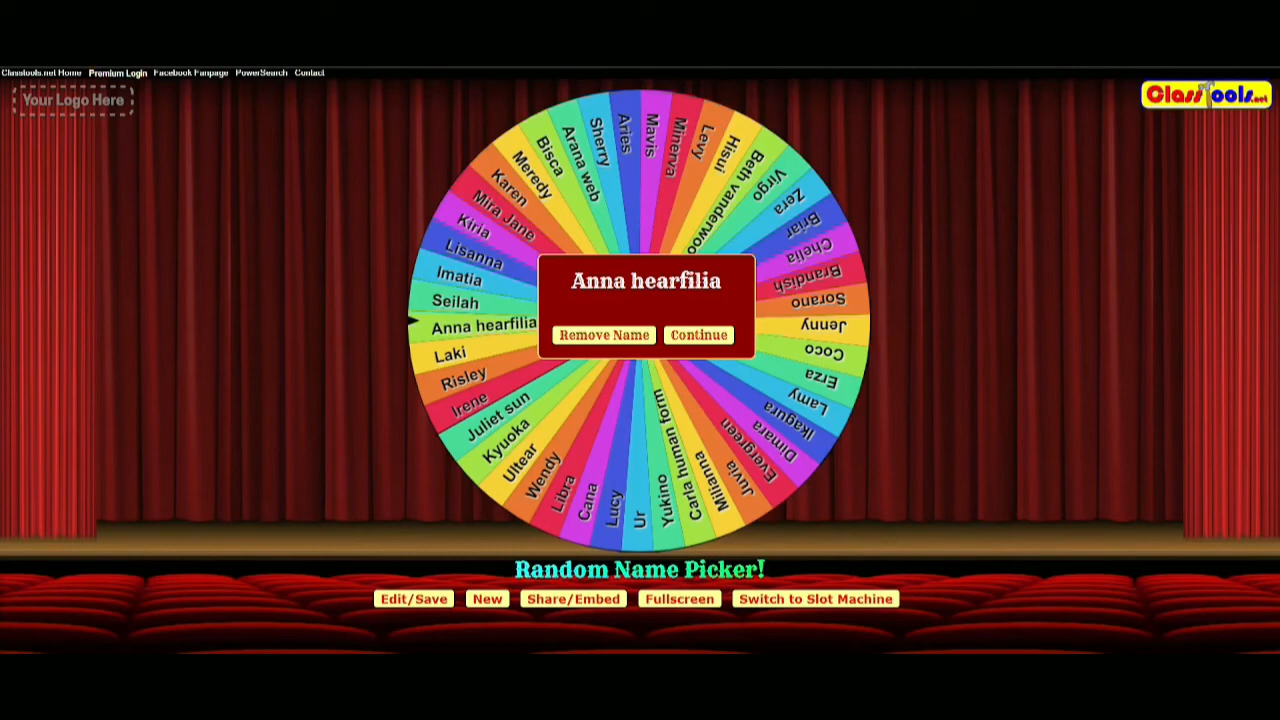 Classtools.net Home Premium Login Facebook Fanpage PowerSearch Contact
Your Logo Here
ClassTools.net
Aries
Mavis
Minerva
Levy
Hisui
Beth vanderwoo
Virgo
Zera
Briar
Chelia
Brandish
Sorano
Jenny
Coco
Erza
Lamy
Ikagura
Dimara
Evergreen
Juvia
Milianna
Carla human form
Yukino
Ur
Lucy
Cana
Libra
Wendy
Ultear
Kyuoka
Juliet sun
Irene
Risley
Laki
Anna hearfilia
Seilah
Imatia
Lisanna
Kiria
Mira Jane
Karen
Meredy
Bisca
Arana web
Sherry
Anna hearfilia
Remove Name Continue
Random Name Picker!
Edit/Save New Share/Embed Fullscreen Switch to Slot Machine